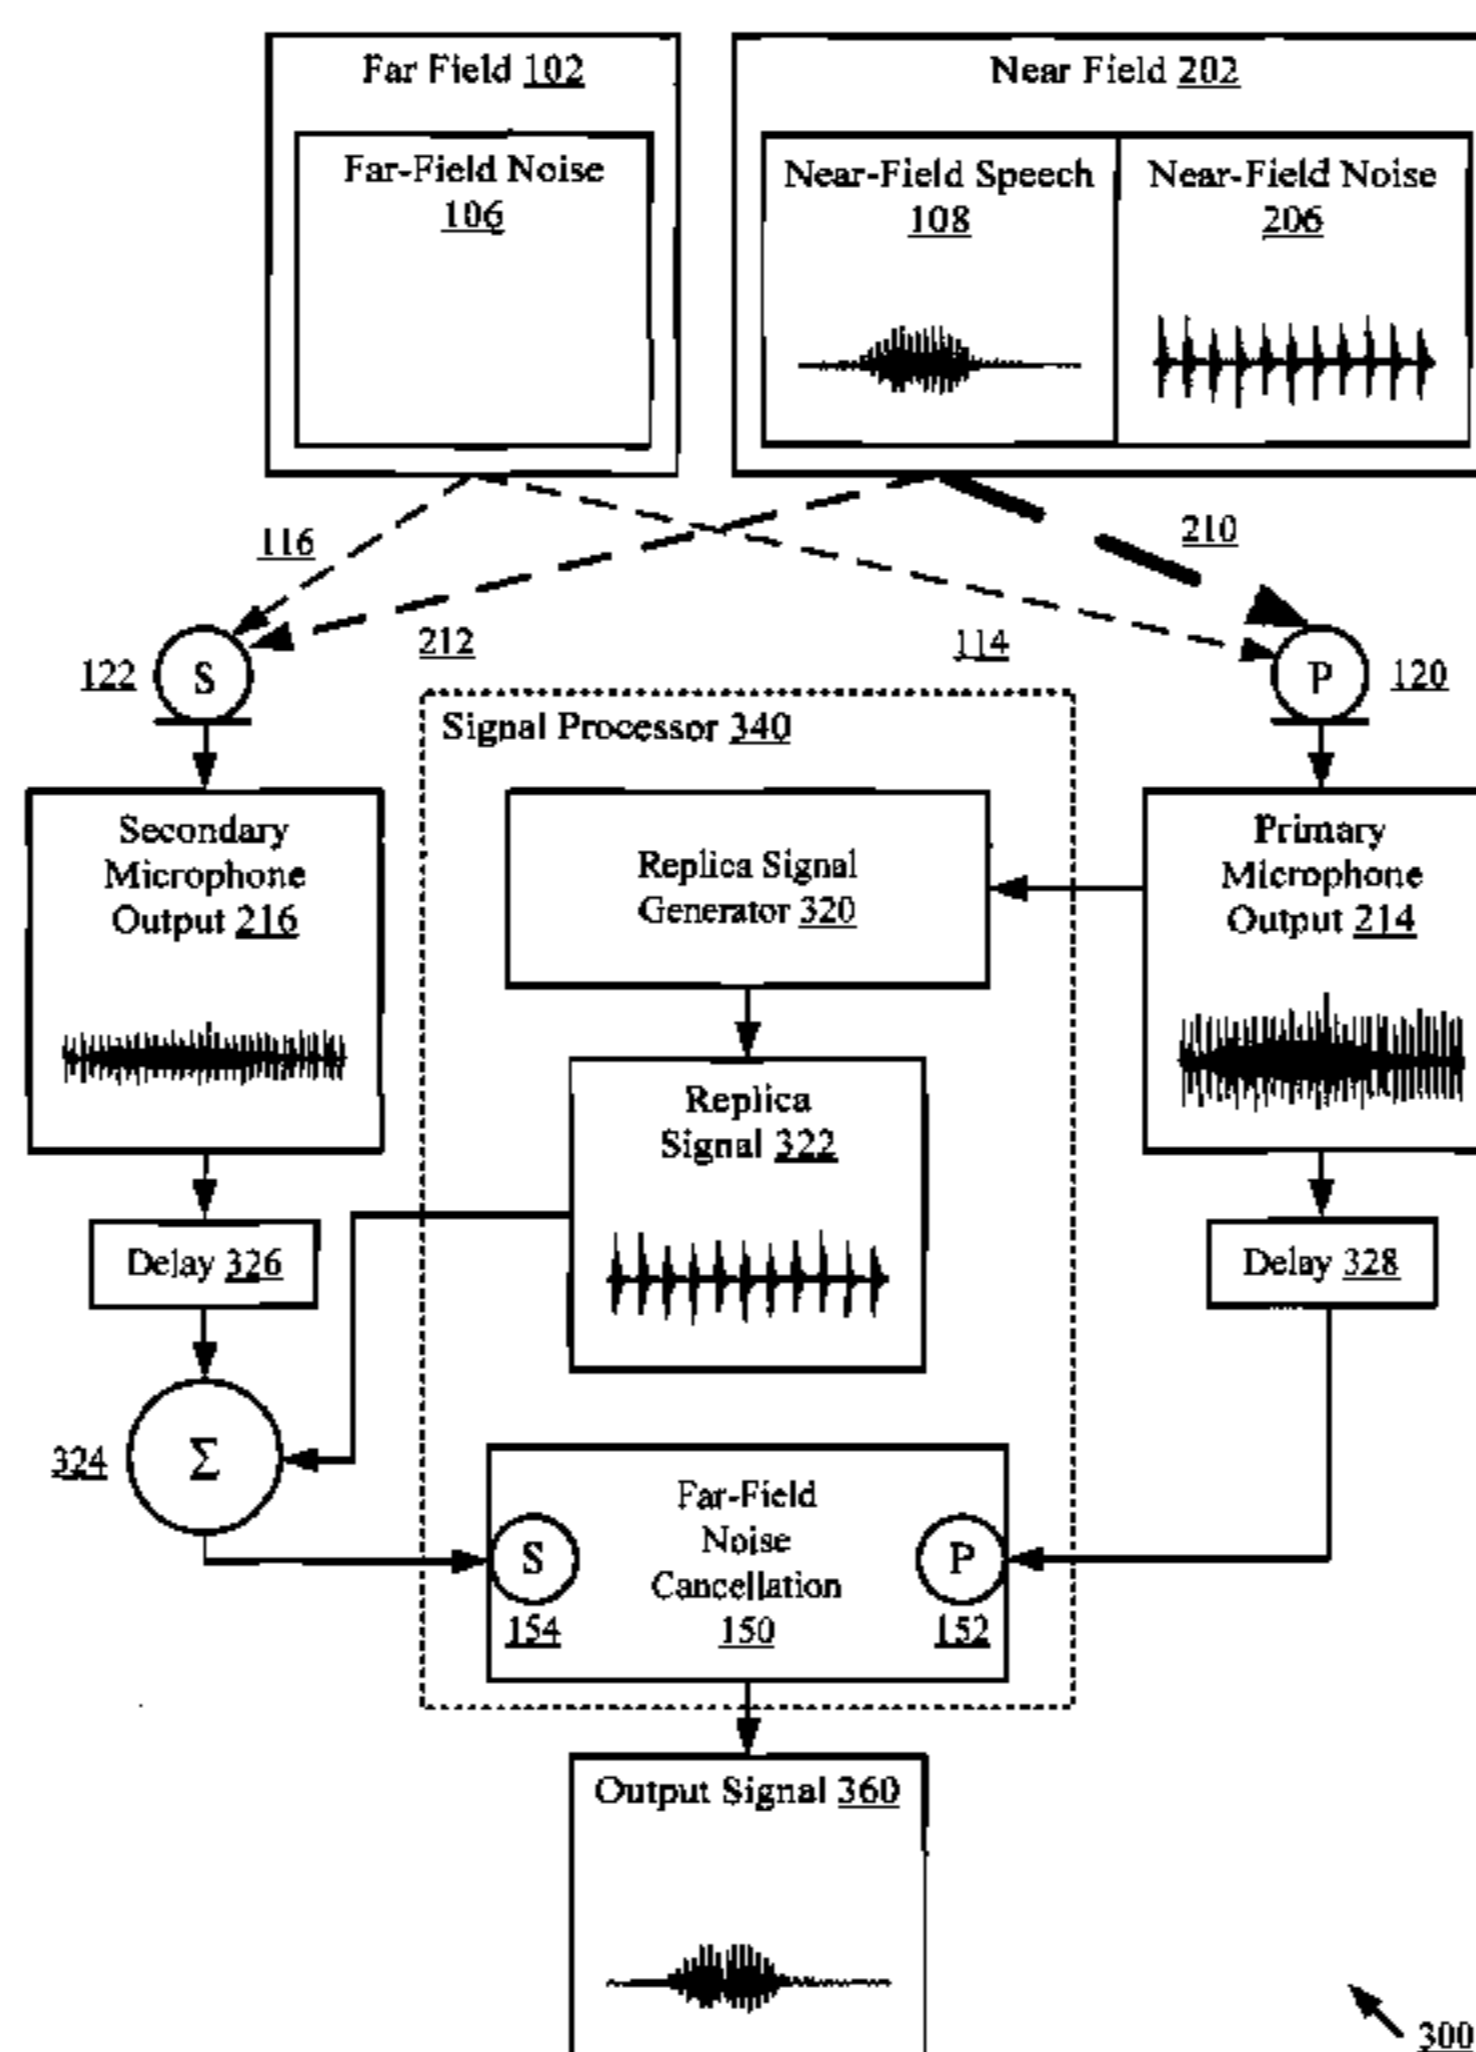 Far Field 102
Near Field 202
Far-Field Noise
106
Near-Field Speech
108
Near-Field Noise
206
116
212
114
210
122
S
P
120
Signal Processor 340
Secondary
Microphone
Output 216
Replica Signal
Generator 320
Primary
Microphone
Output 214
Replica
Signal 322
Delay 326
Delay 328
324
Σ
Far-Field
Noise
Cancellation
150
S
154
P
152
Output Signal 360
300